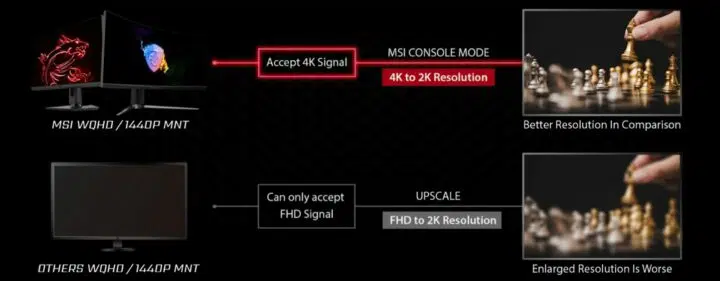 Accept 4K Signal
MSI CONSOLE MODE
4K to 2K Resolution
MSI WQHD / 1440P MNT
Better Resolution In Comparison
Can only accept
FHD Signal
UPSCALE
FHD to 2K Resolution
OTHERS WQHD / 1440P MNT
Enlarged Resolution Is Worse